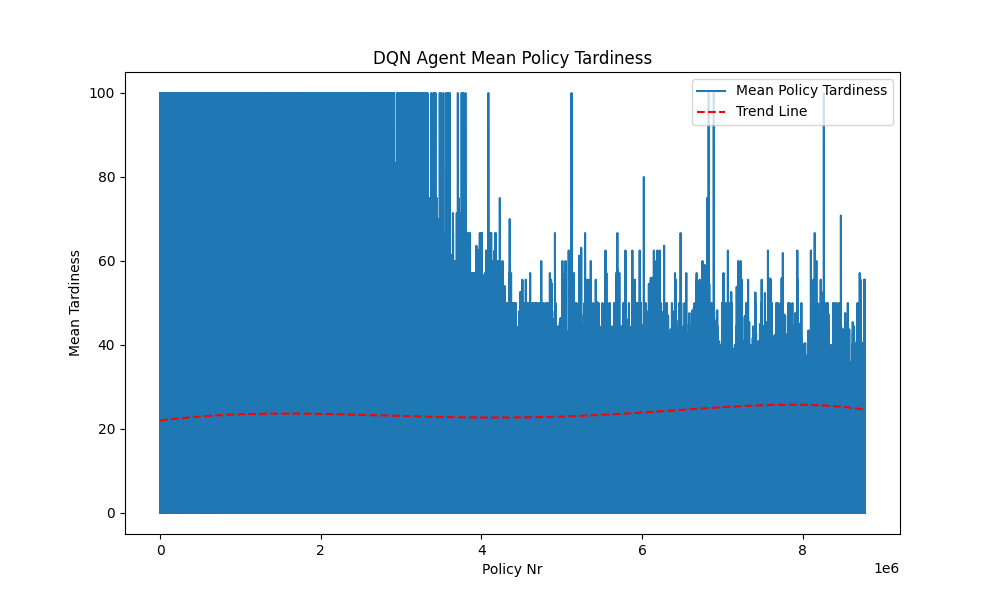 DQN Agent Mean Policy Tardiness
Mean Policy Tardiness
Trend Line
Mean Tardiness
100
80
60
40
20
0
0 2 4 6 8
1e6
Policy Nr